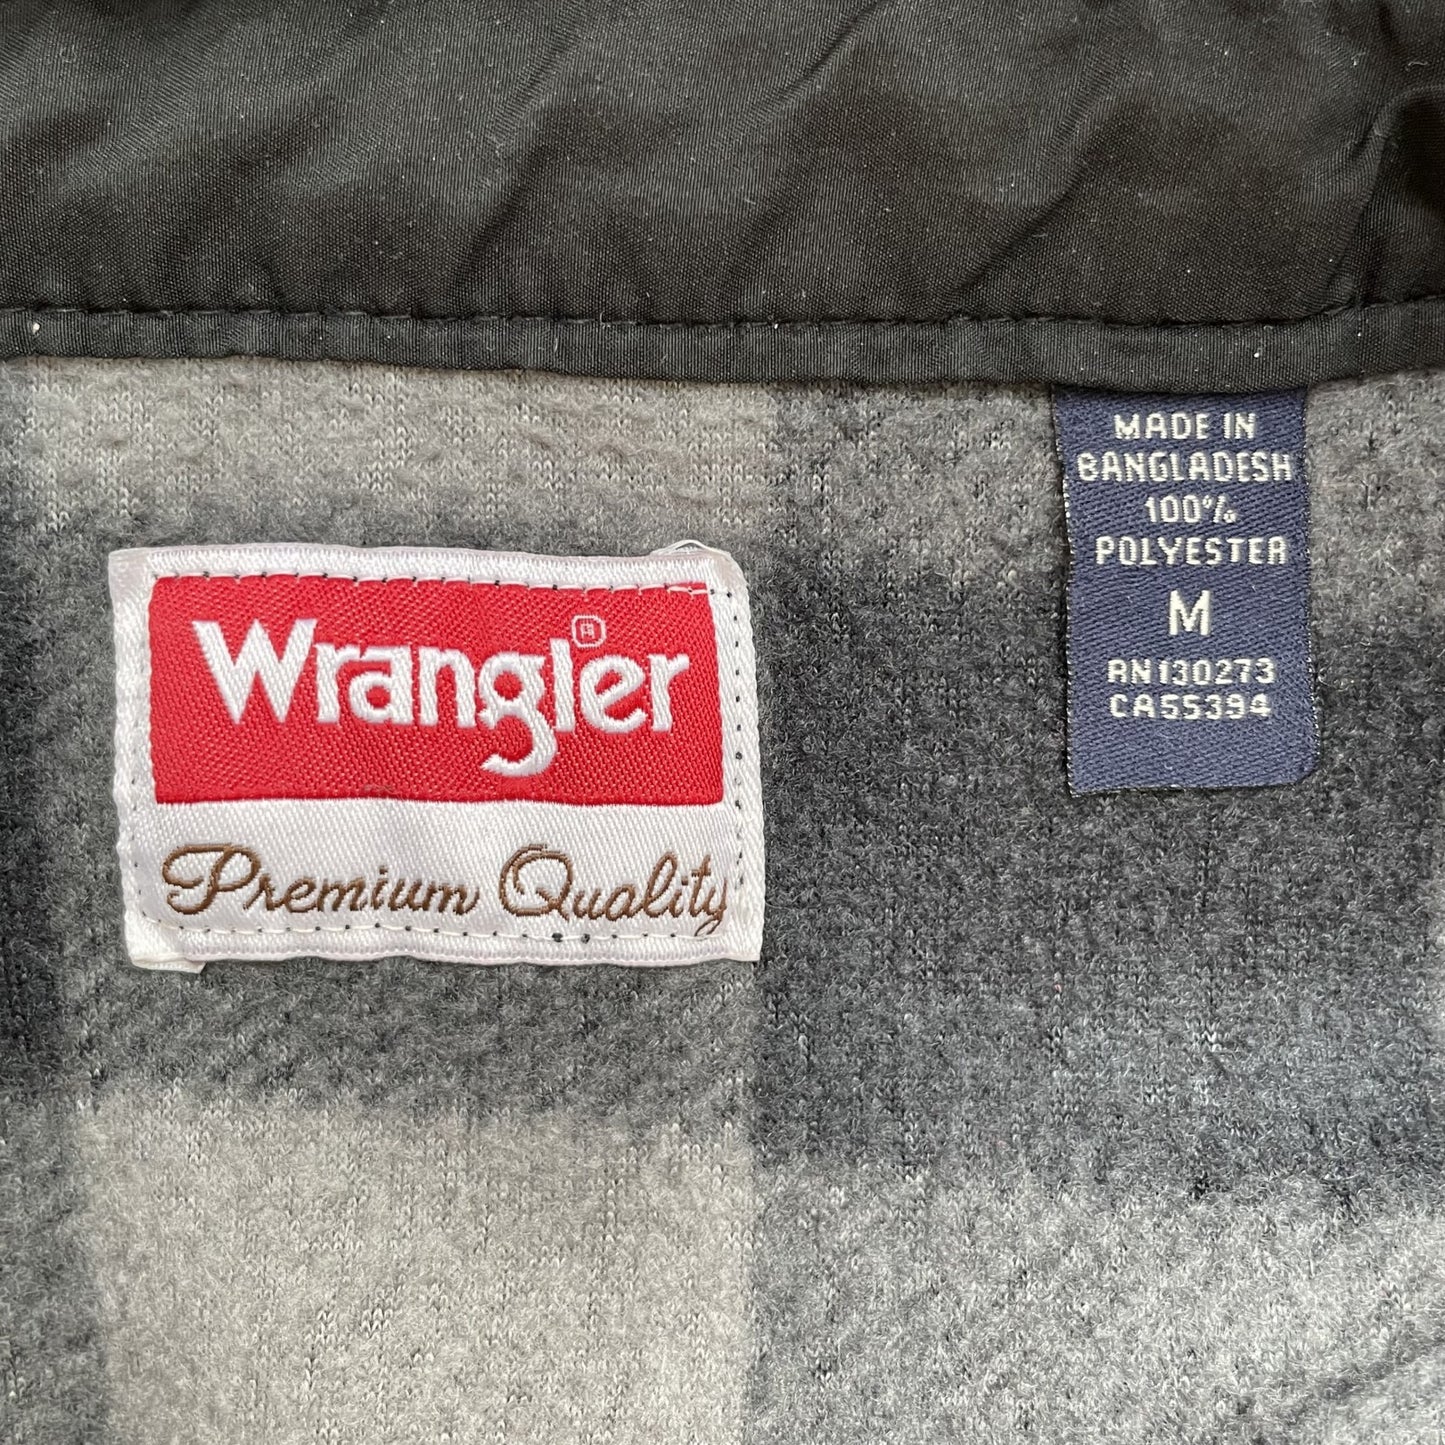 Wrangler®
Premium Quality
MADE IN
BANGLADESH
100%
POLYESTER
M
RN130273
CA55394